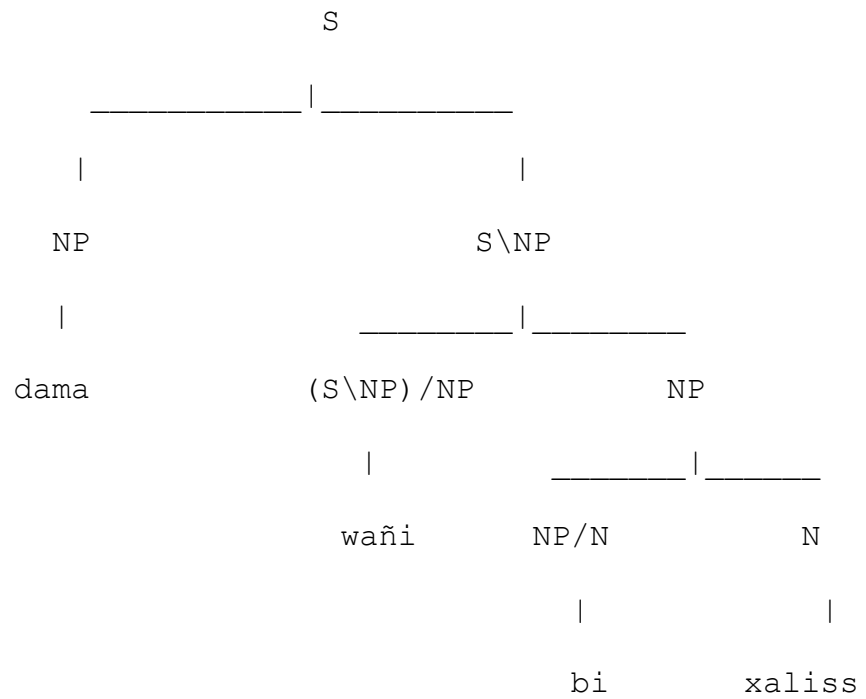 S
NP S\NP
dama (S\NP)/NP NP
wañi NP/N N
bi xaliss